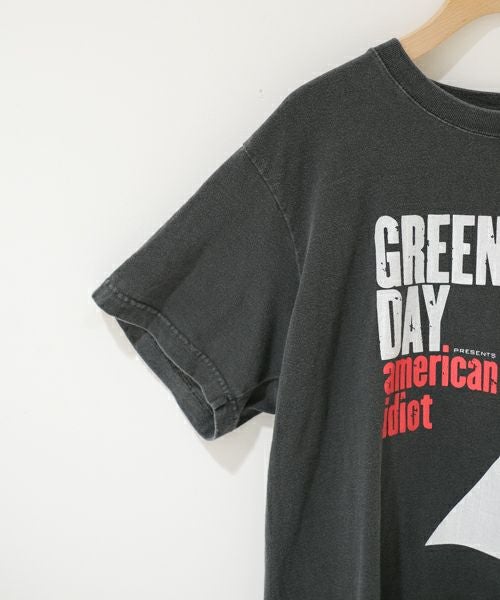 GREEN
DAY
PRESENTS
american
idiot